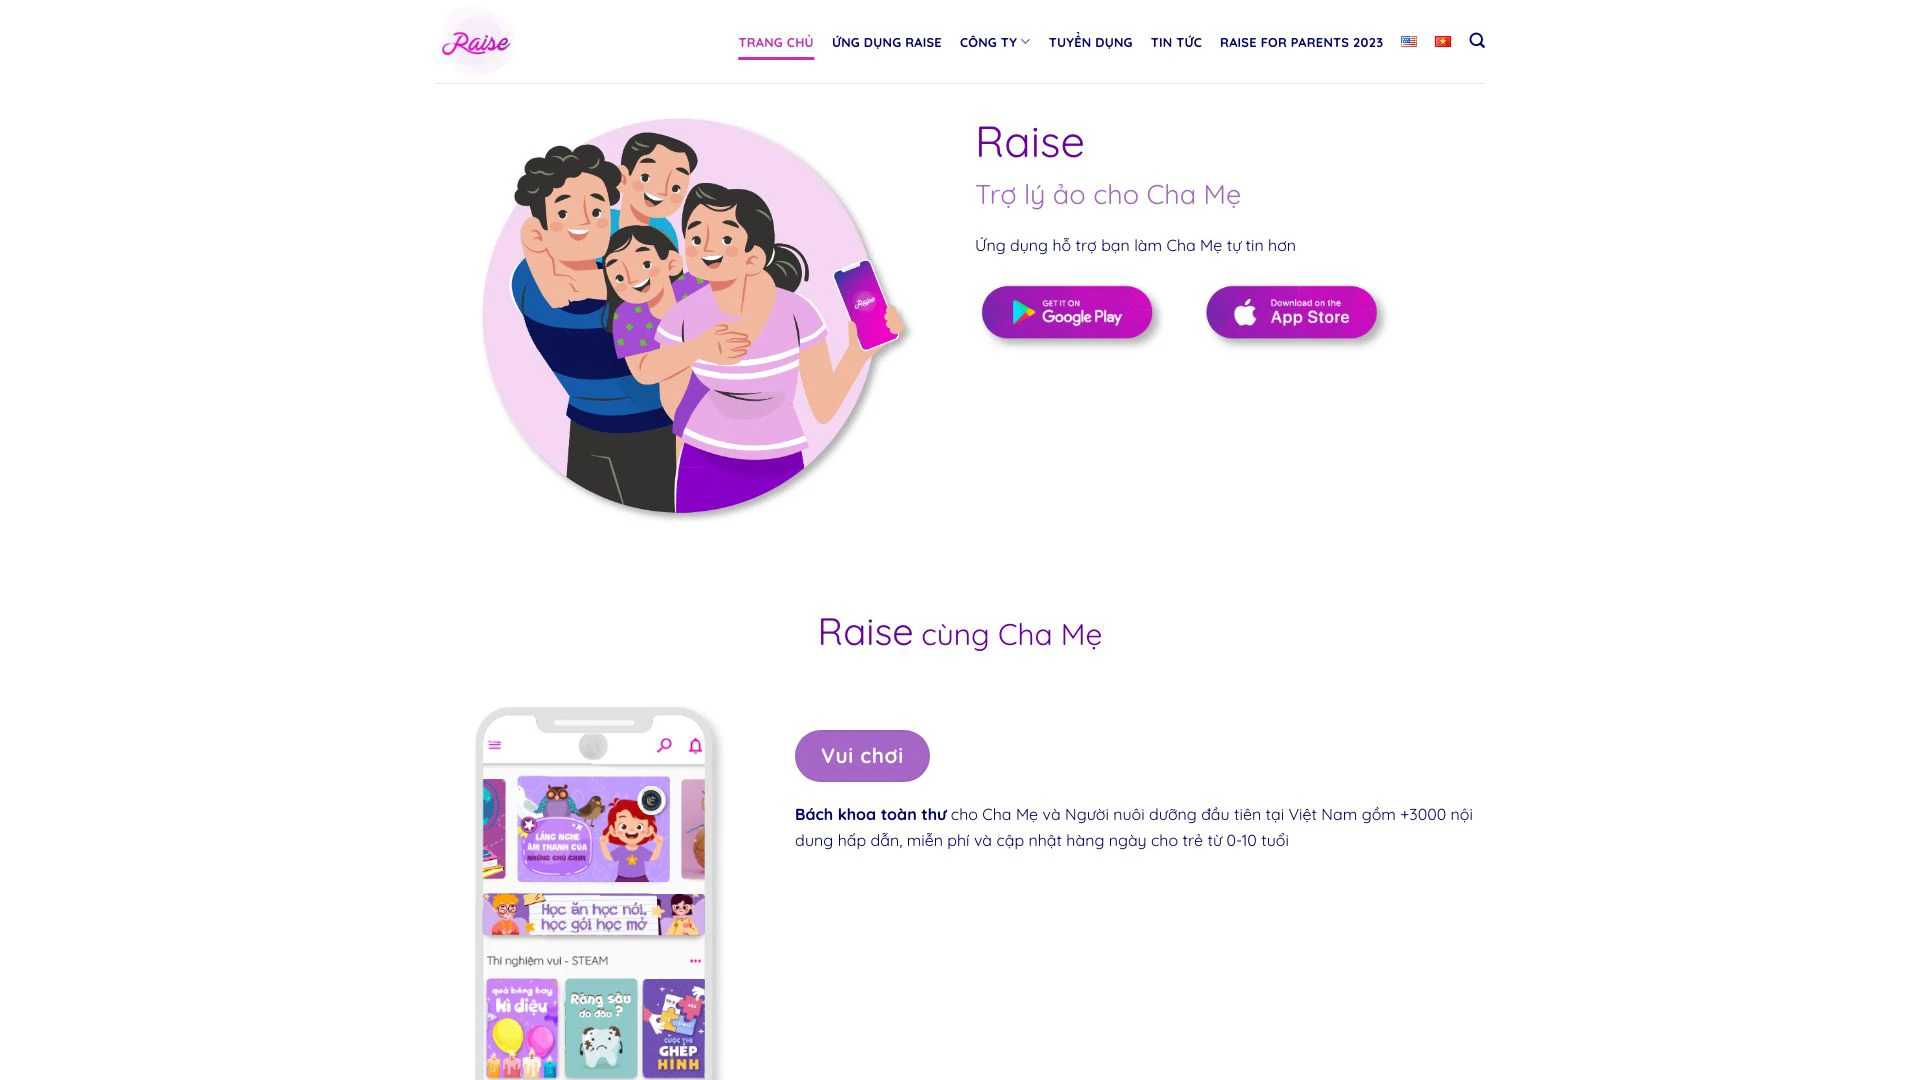 Raise
TRANG CHỦ
ỨNG DỤNG RAISE
CÔNG TY
TUYỂN DỤNG
TIN TỨC
RAISE FOR PARENTS 2023
Raise
Raise
Trợ lý ảo cho Cha Mẹ
Ứng dụng hỗ trợ bạn làm Cha Mẹ tự tin hơn
GET IT ON
Google Play
Download on the
App Store
Raise cùng Cha Mẹ
Vui chơi
Bách khoa toàn thư cho Cha Mẹ và Người nuôi dưỡng đầu tiên tại Việt Nam gồm +3000 nội
dung hấp dẫn, miễn phí và cập nhật hàng ngày cho trẻ từ 0-10 tuổi
LẮNG NGHE
ÂM THANH CỦA
NHỮNG CHÚ CHIM
Học ăn học nói,
học gói học mở
Thí nghiệm vui - STEAM
quả bóng bay
kì diệu
Răng sâu
do đâu ?
CUỘC THI
GHÉP
HÌNH